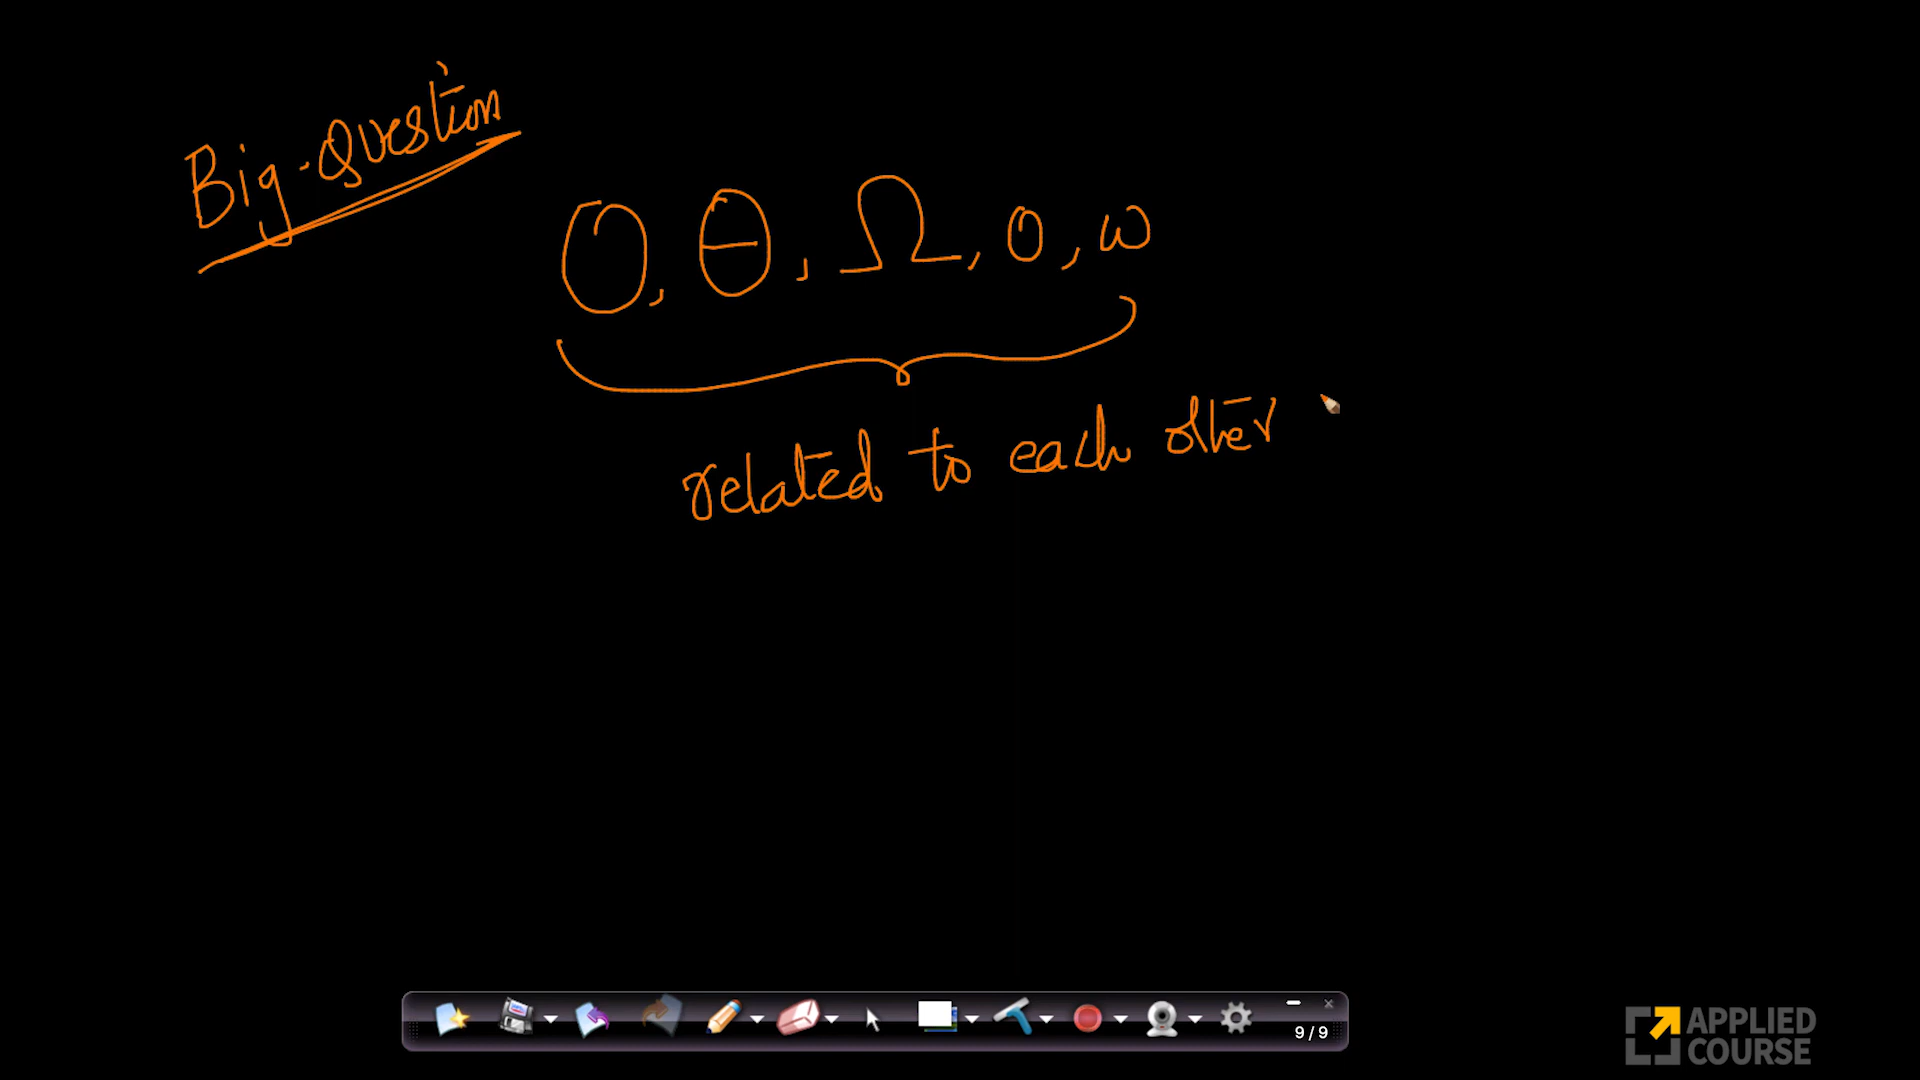 Big-Question
O, Θ, Ω, o, ω
related to each other
9/9
APPLIED
COURSE